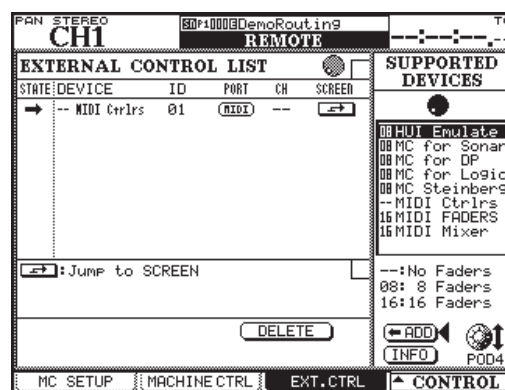 PAN STEREO
CH1
P1000DemoRouting
REMOTE
--:--:--.-
EXTERNAL CONTROL LIST
STATE DEVICE ID PORT CH SCREEN
-- MIDI Ctrlrs 01 MIDI --
:Jump to SCREEN
DELETE
SUPPORTED
DEVICES
08 HUI Emulate
08 MC for Sonar
08 MC for DP
08 MC for Logic
08 MC Steinberg
-- MIDI Ctrlrs
16 MIDI FADERS
16 MIDI Mixer
--:No Faders
08: 8 Faders
16:16 Faders
ADD
INFO
POD4
MC SETUP MACHINE CTRL EXT.CTRL CONTROL